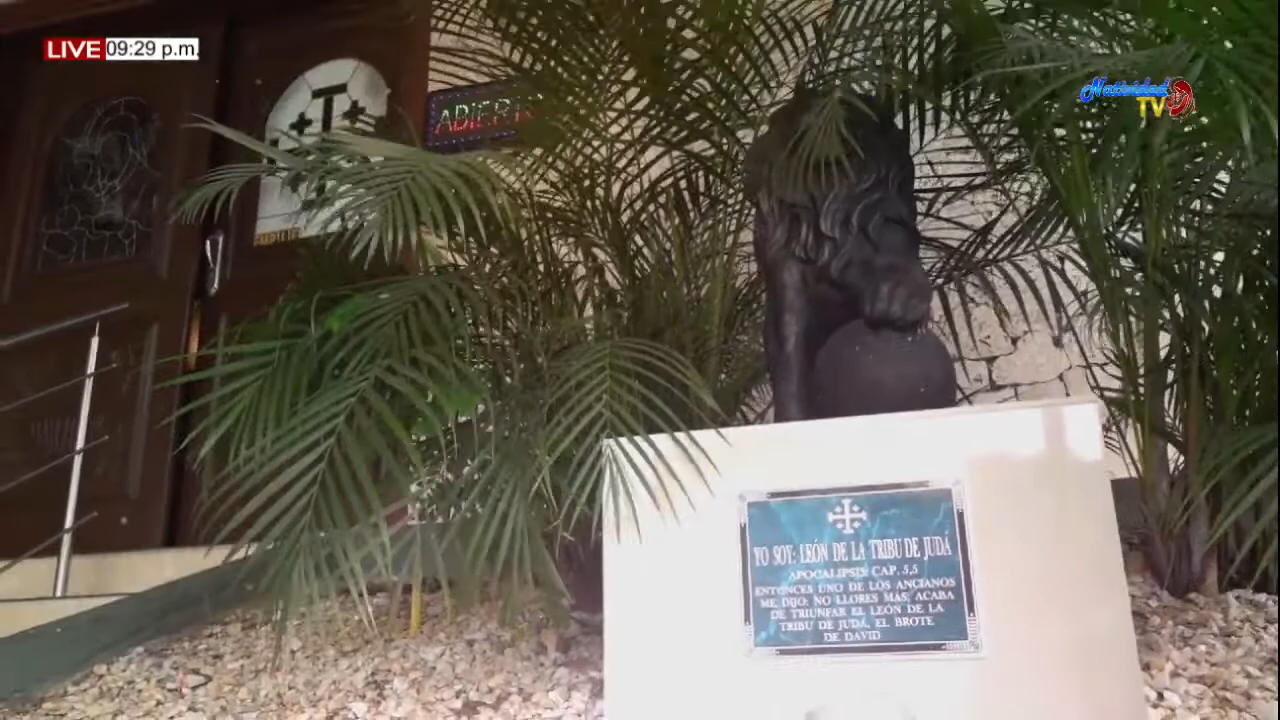 LIVE 09:29 p.m.
Natividad
TV
ABIERTO
YO SOY: LEÓN DE LA TRIBU DE JUDÁ
APOCALIPSIS: CAP. 5,5
ENTONCES UNO DE LOS ANCIANOS
ME DIJO: NO LLORES MÁS; ACABA
DE TRIUNFAR EL LEÓN DE LA
TRIBU DE JUDÁ, EL BROTE
DE DAVID